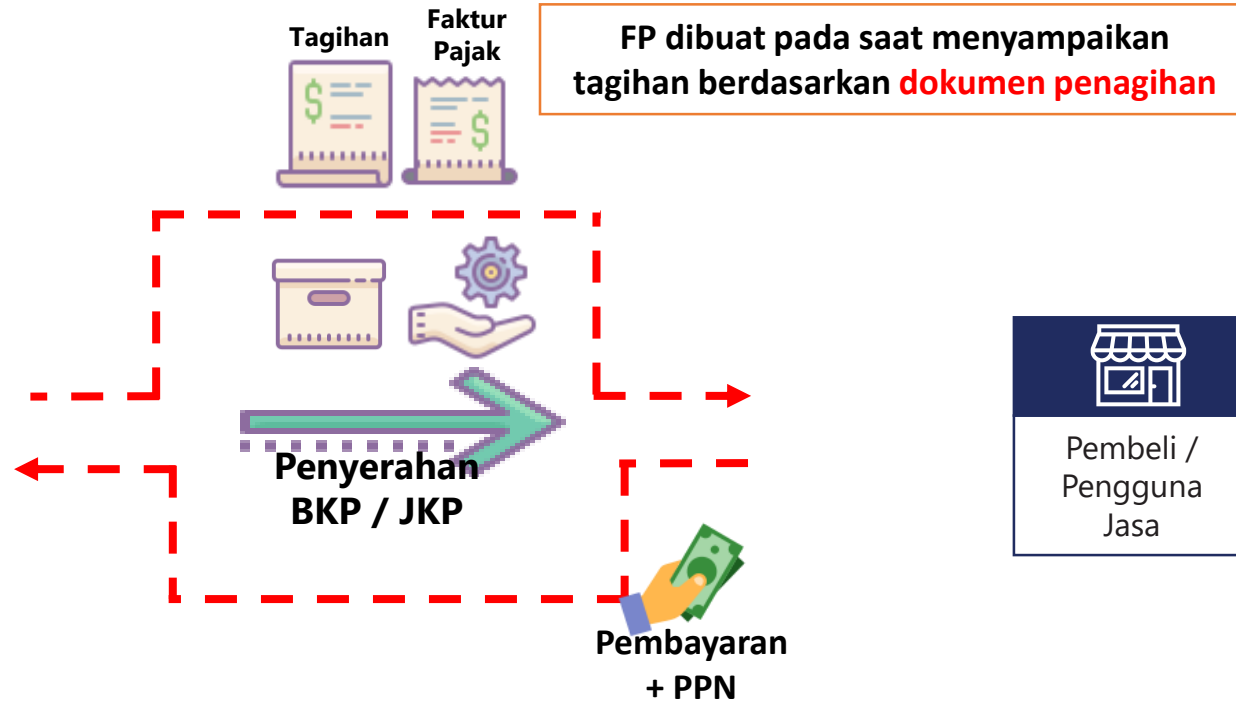 Tagihan
Faktur
Pajak
FP dibuat pada saat menyampaikan
tagihan berdasarkan dokumen penagihan
Penyerahan
BKP / JKP
Pembeli /
Pengguna
Jasa
Pembayaran
+ PPN